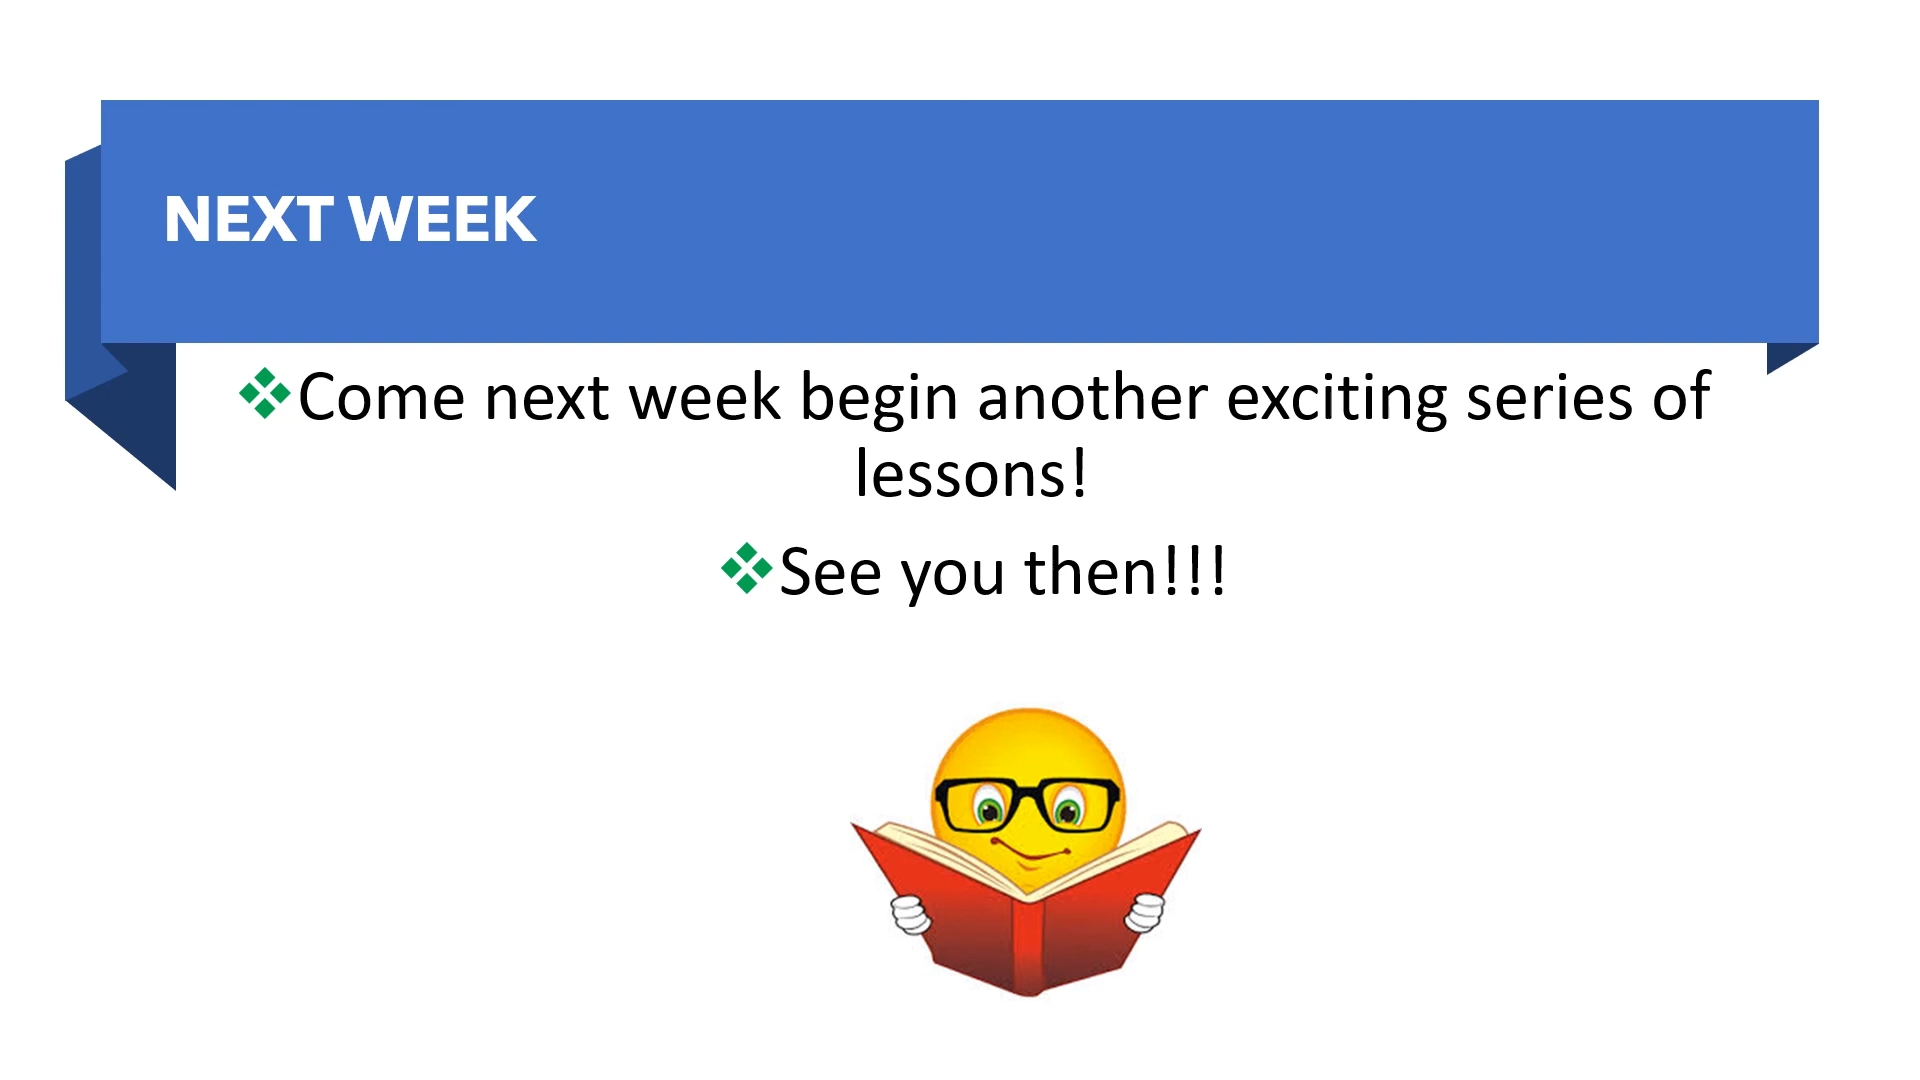 NEXT WEEK
❖Come next week begin another exciting series of
lessons!
❖See you then!!!